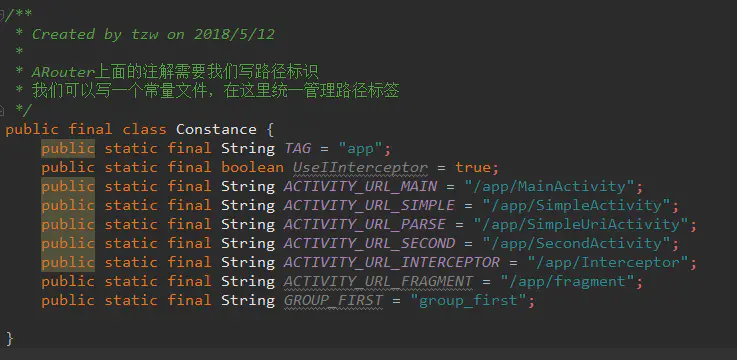 /**
 * Created by tzw on 2018/5/12
 *
 * ARouter上面的注解需要我们写路径标识
 * 我们可以写一个常量文件, 在这里统一管理路径标签
 */
public final class Constance {
    public static final String TAG = "app";
    public static final boolean UseIInterceptor = true;
    public static final String ACTIVITY_URL_MAIN = "/app/MainActivity";
    public static final String ACTIVITY_URL_SIMPLE = "/app/SimpleActivity";
    public static final String ACTIVITY_URL_PARSE = "/app/SimpleUriActivity";
    public static final String ACTIVITY_URL_SECOND = "/app/SecondActivity";
    public static final String ACTIVITY_URL_INTERCEPTOR = "/app/Interceptor";
    public static final String ACTIVITY_URL_FRAGMENT = "/app/fragment";
    public static final String GROUP_FIRST = "group_first";
}